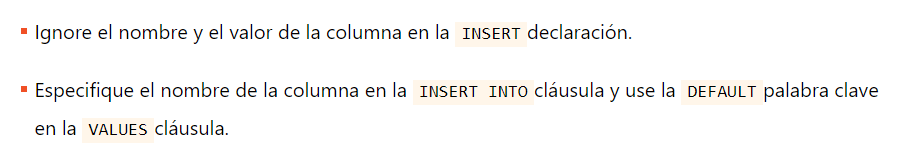 Ignore el nombre y el valor de la columna en la INSERT declaración.
Especifique el nombre de la columna en la INSERT INTO cláusula y use la DEFAULT palabra clave
en la VALUES cláusula.